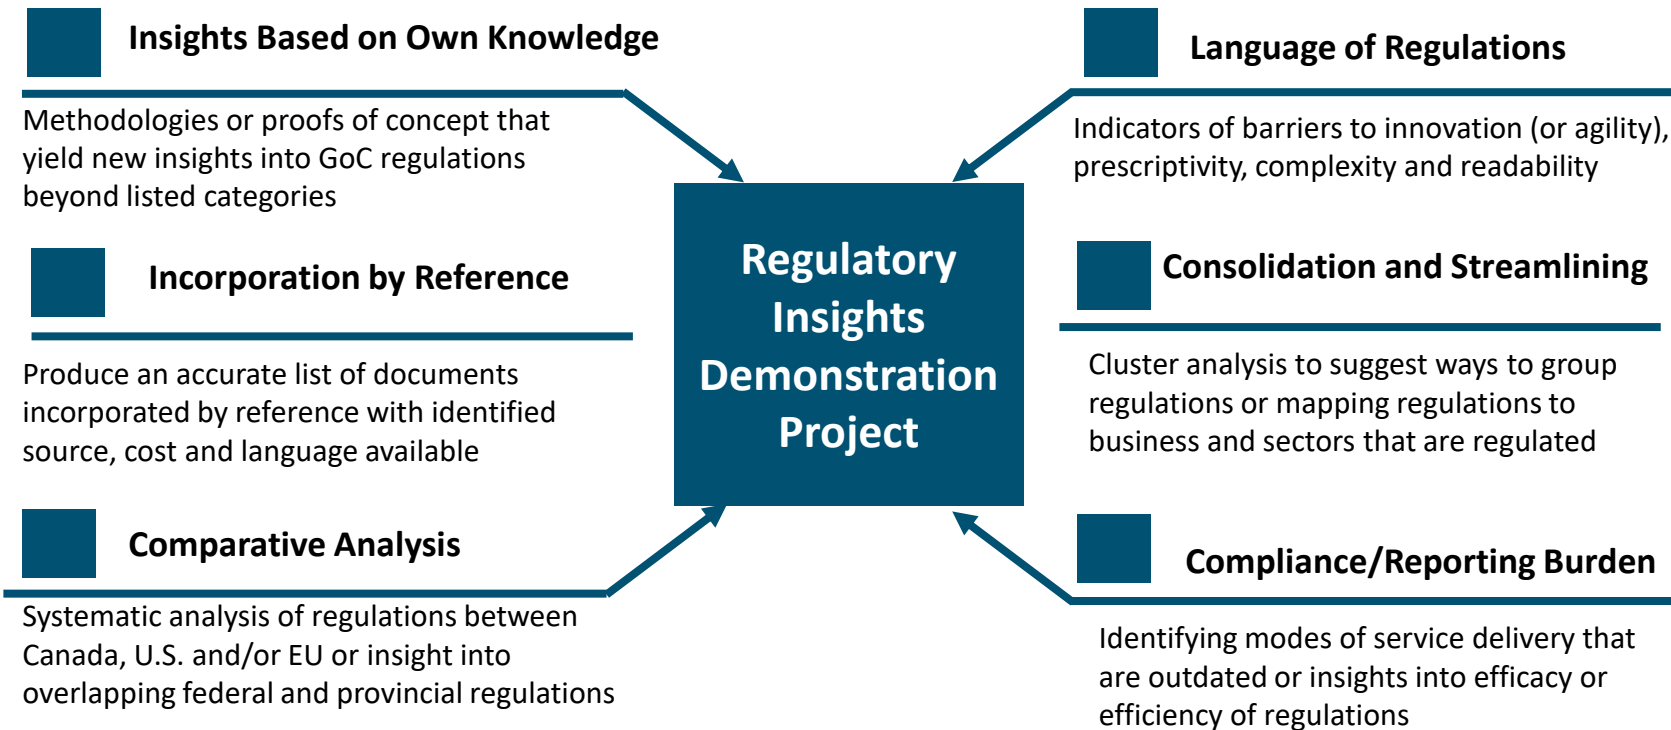 Insights Based on Own Knowledge
Methodologies or proofs of concept that
yield new insights into GoC regulations
beyond listed categories
Incorporation by Reference
Produce an accurate list of documents
incorporated by reference with identified
source, cost and language available
Comparative Analysis
Systematic analysis of regulations between
Canada, U.S. and/or EU or insight into
overlapping federal and provincial regulations
Regulatory
Insights
Demonstration
Project
Language of Regulations
Indicators of barriers to innovation (or agility),
prescriptivity, complexity and readability
Consolidation and Streamlining
Cluster analysis to suggest ways to group
regulations or mapping regulations to
business and sectors that are regulated
Compliance/Reporting Burden
Identifying modes of service delivery that
are outdated or insights into efficacy or
efficiency of regulations